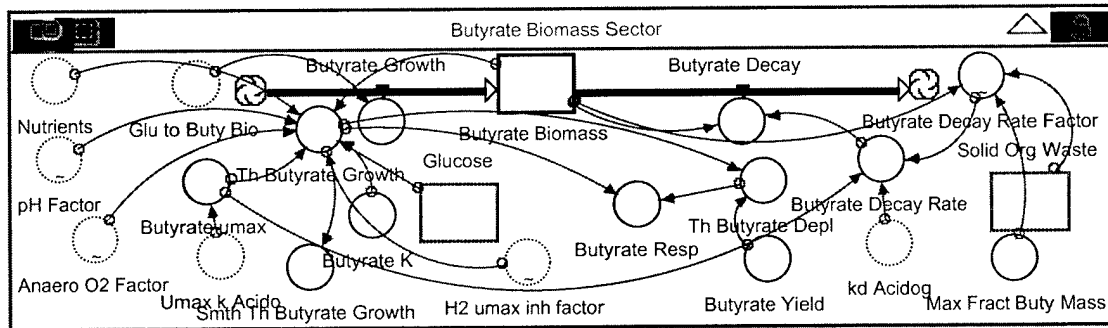 Butyrate Biomass Sector
Butyrate Growth
Butyrate Decay
Nutrients
Glu to Buty Bio
Butyrate Biomass
Butyrate Decay Rate Factor
Glucose
Solid Org Waste
Th Butyrate Growth
pH Factor
Butyrate umax
Butyrate K
Butyrate Resp
Th Butyrate Depl
Butyrate Decay Rate
Anaero O2 Factor
Umax k Acido
Smth Th Butyrate Growth
H2 umax inh factor
Butyrate Yield
kd Acidog
Max Fract Buty Mass